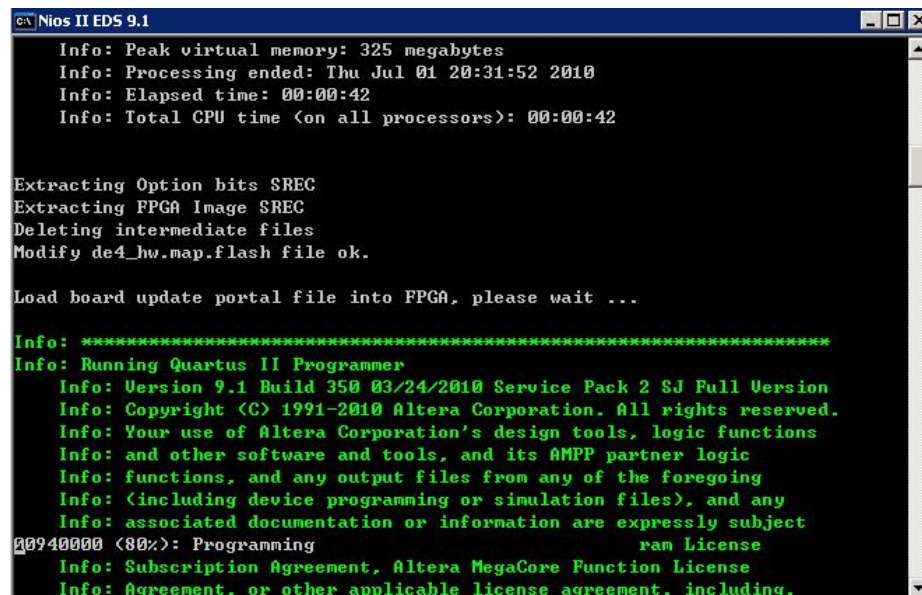 Nios II EDS 9.1
Info: Peak virtual memory: 325 megabytes
Info: Processing ended: Thu Jul 01 20:31:52 2010
Info: Elapsed time: 00:00:42
Info: Total CPU time (on all processors): 00:00:42
Extracting Option bits SREC
Extracting FPGA Image SREC
Deleting intermediate files
Modify de4_hw.map.flash file ok.
Load board update portal file into FPGA, please wait ...
Info: *******************************************************************
Info: Running Quartus II Programmer
Info: Version 9.1 Build 350 03/24/2010 Service Pack 2 SJ Full Version
Info: Copyright (C) 1991-2010 Altera Corporation. All rights reserved.
Info: Your use of Altera Corporation's design tools, logic functions
Info: and other software and tools, and its AMPP partner logic
Info: functions, and any output files from any of the foregoing
Info: (including device programming or simulation files), and any
Info: associated documentation or information are expressly subject
00940000 (80%): Programming ram License
Info: Subscription Agreement, Altera MegaCore Function License
Info: Agreement, or other applicable license agreement, including,